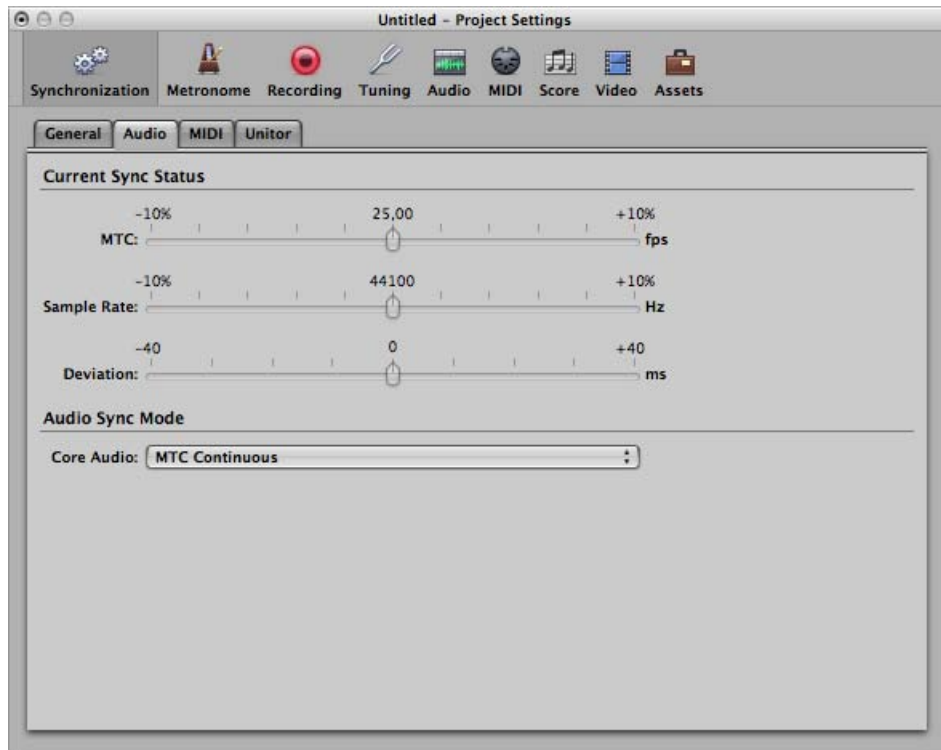 Untitled – Project Settings
Synchronization Metronome Recording Tuning Audio MIDI Score Video Assets
General Audio MIDI Unitor
Current Sync Status
-10% 25,00 +10%
MTC: fps
-10% 44100 +10%
Sample Rate: Hz
-40 0 +40
Deviation: ms
Audio Sync Mode
Core Audio: MTC Continuous